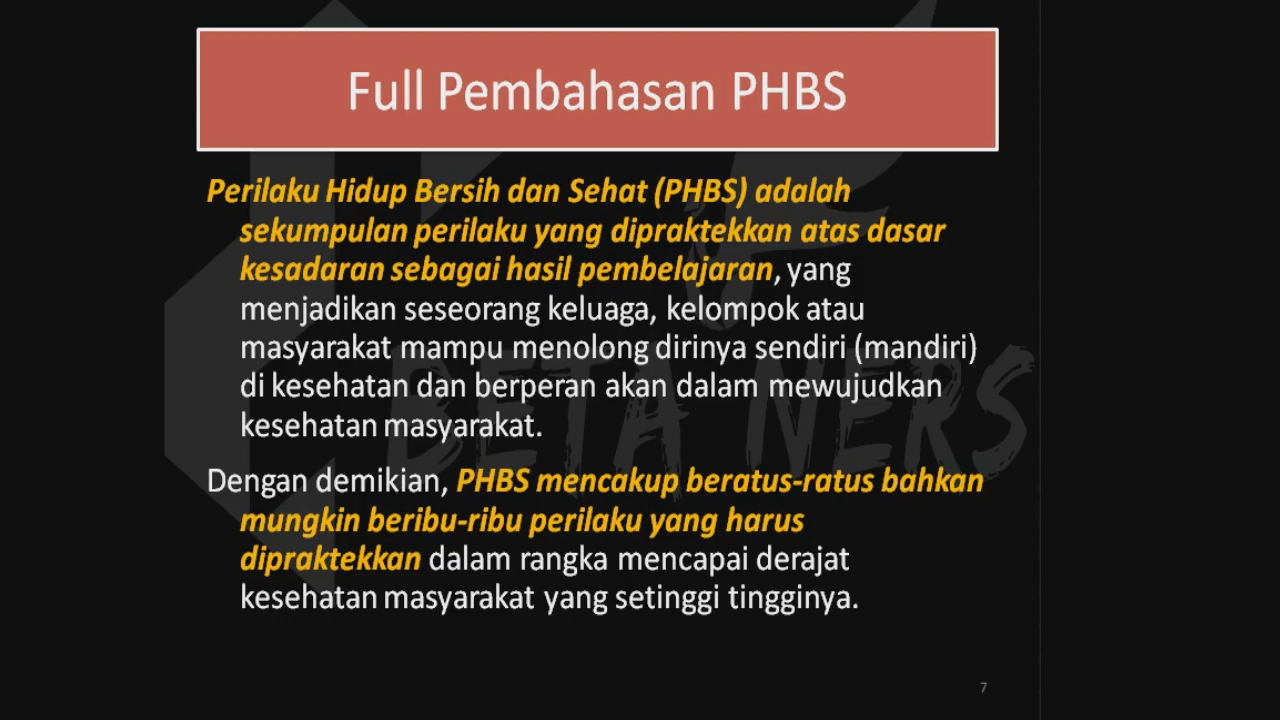 Full Pembahasan PHBS
Perilaku Hidup Bersih dan Sehat (PHBS) adalah
sekumpulan perilaku yang dipraktekkan atas dasar
kesadaran sebagai hasil pembelajaran, yang
menjadikan seseorang keluaga, kelompok atau
masyarakat mampu menolong dirinya sendiri (mandiri)
di kesehatan dan berperan akan dalam mewujudkan
kesehatan masyarakat.
Dengan demikian, PHBS mencakup beratus-ratus bahkan
mungkin beribu-ribu perilaku yang harus
dipraktekkan dalam rangka mencapai derajat
kesehatan masyarakat yang setinggi tingginya.
BETA NERS
7